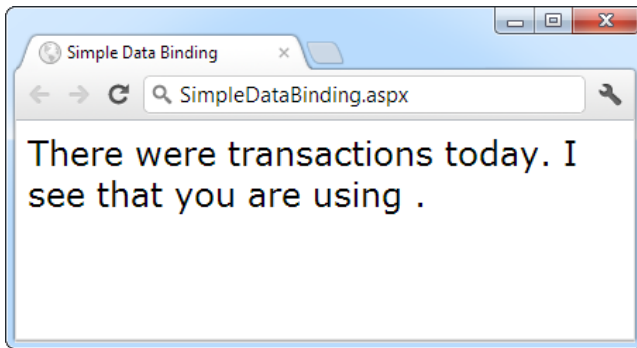 Simple Data Binding
SimpleDataBinding.aspx
There were transactions today. I
see that you are using .